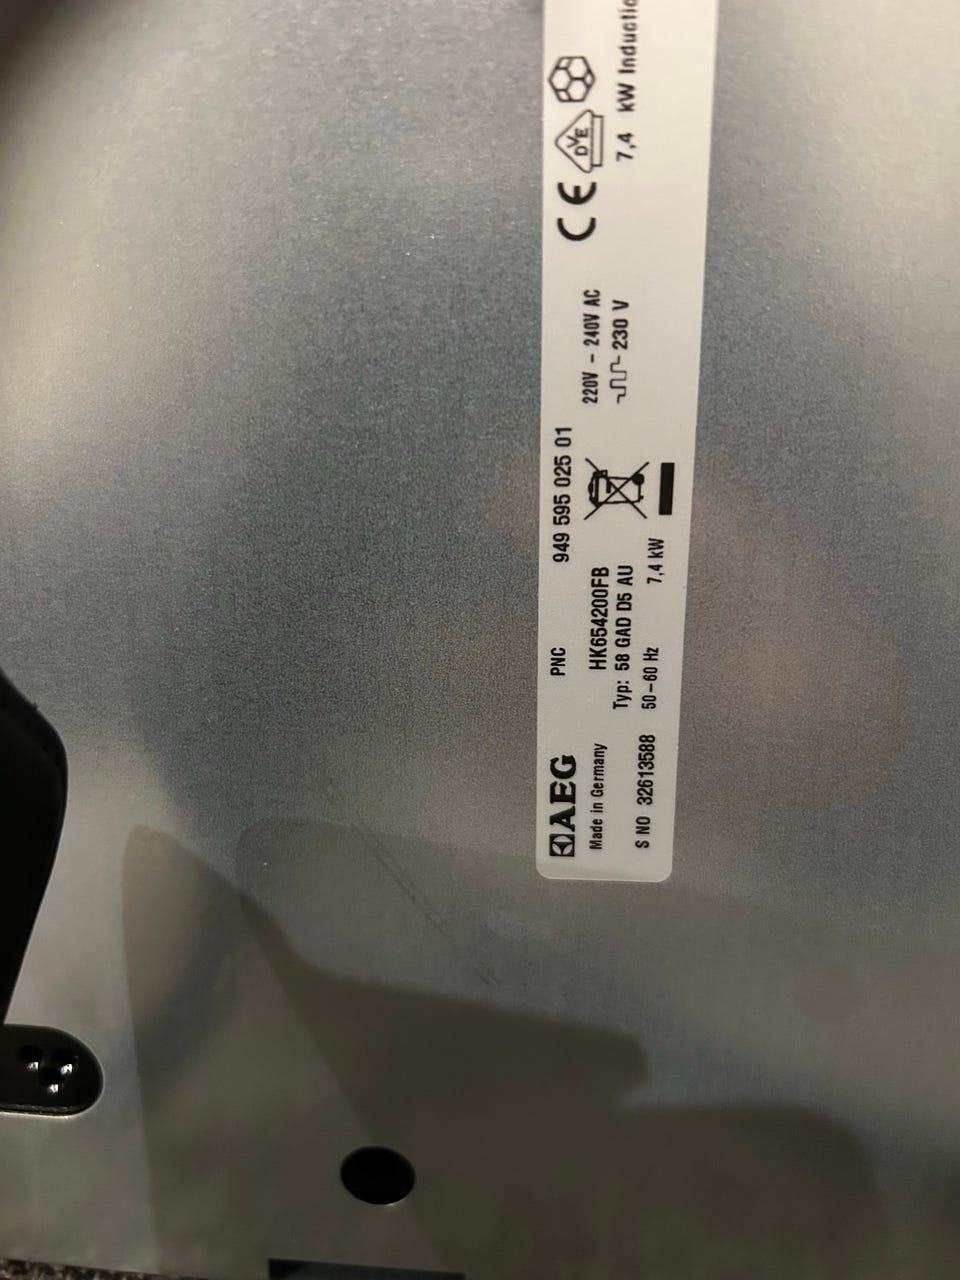 AEG
Made in Germany
S NO 32613588
PNC 949 595 025 01
HK654200FB
Typ: 58 GAD D5 AU
50-60 Hz 7,4 kW
220V - 240V AC
230 V
CE
DVE
7,4 kW Inductio